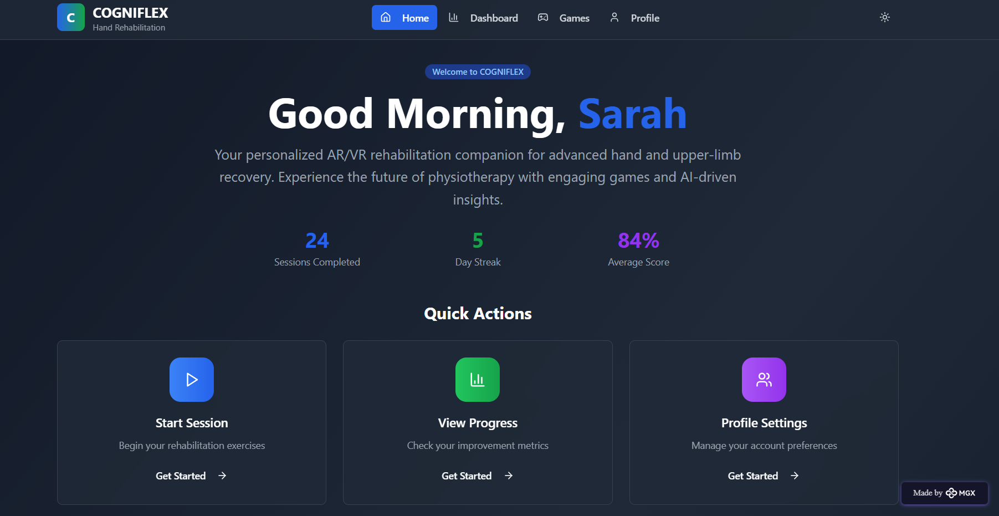 C
COGNIFLEX
Hand Rehabilitation
Home
Dashboard
Games
Profile
Welcome to COGNIFLEX
Good Morning, Sarah
Your personalized AR/VR rehabilitation companion for advanced hand and upper-limb
recovery. Experience the future of physiotherapy with engaging games and AI-driven
insights.
24
Sessions Completed
5
Day Streak
84%
Average Score
Quick Actions
Start Session
Begin your rehabilitation exercises
Get Started
View Progress
Check your improvement metrics
Get Started
Profile Settings
Manage your account preferences
Get Started
Made by MGX